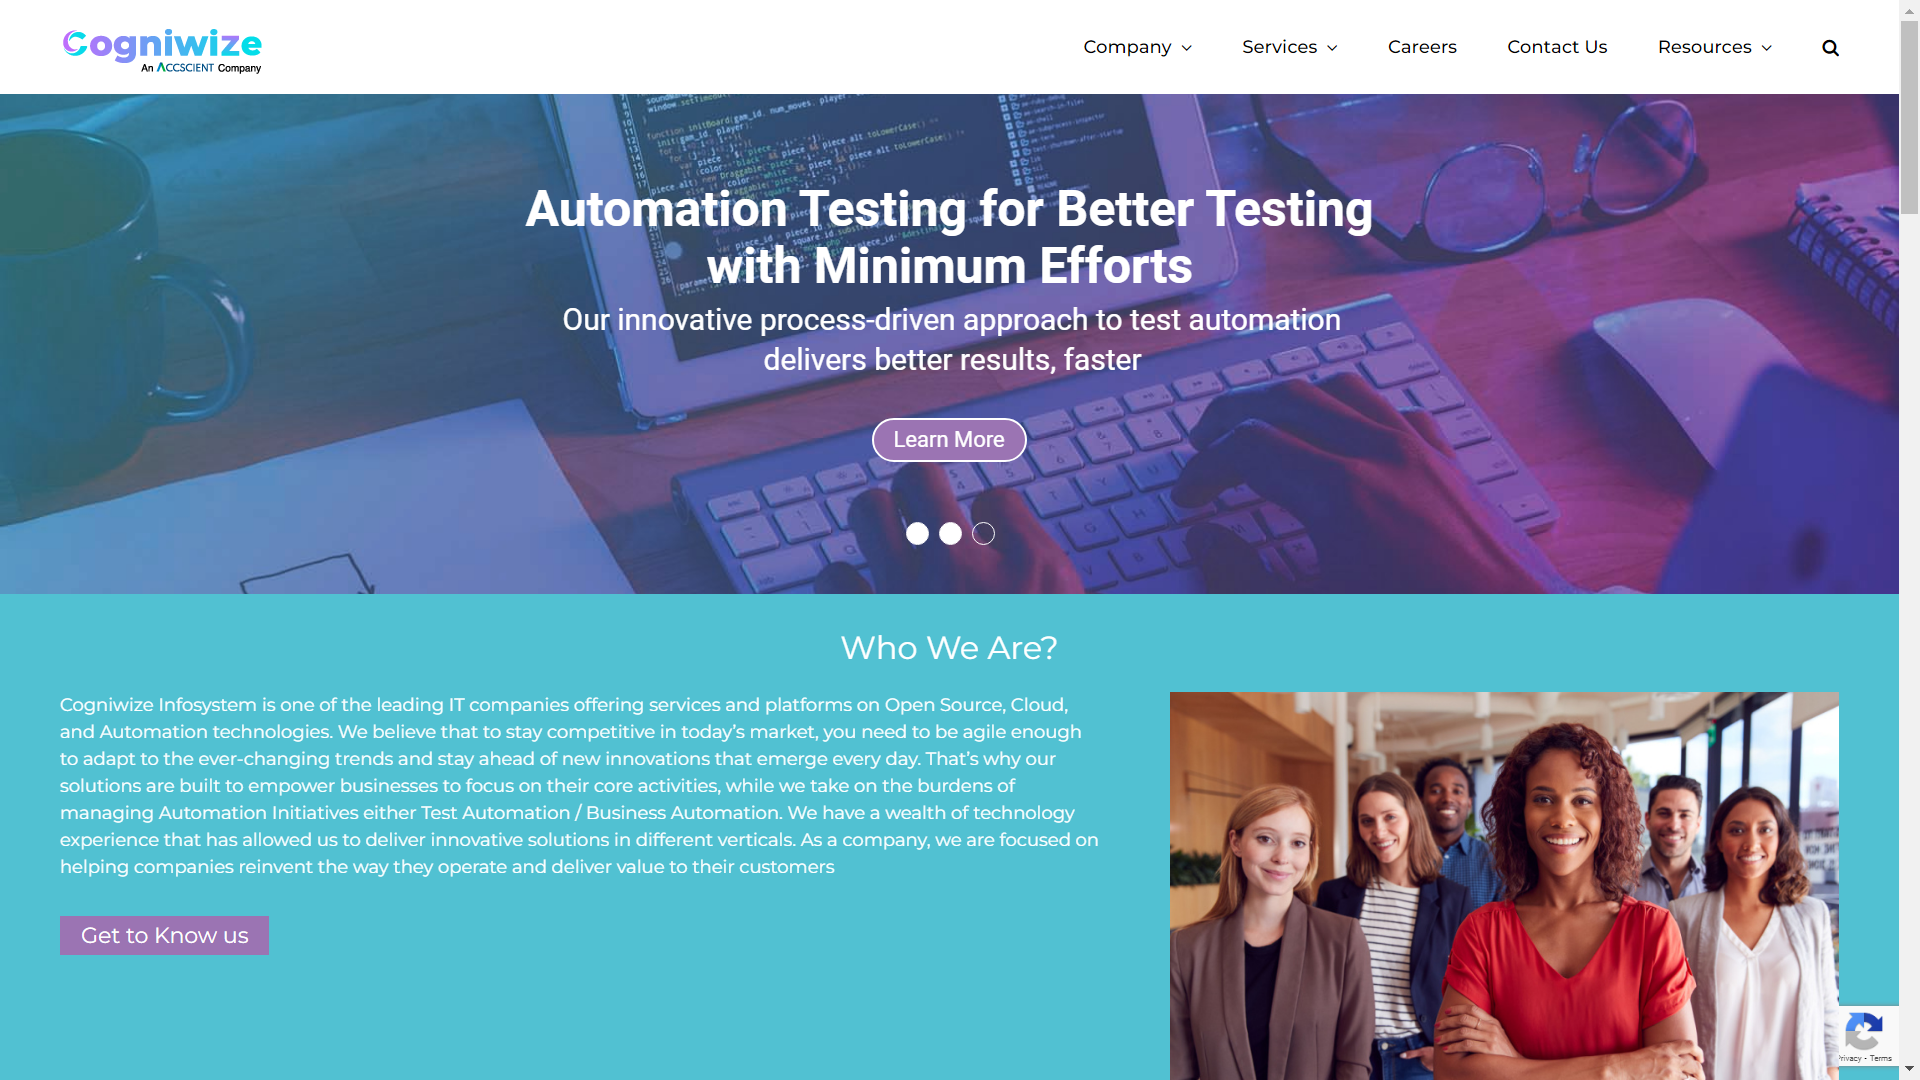 Cogniwize
An ACCSCIENT Company
Company
Services
Careers
Contact Us
Resources
Automation Testing for Better Testing
with Minimum Efforts
Our innovative process-driven approach to test automation
delivers better results, faster
Learn More
Who We Are?
Cogniwize Infosystem is one of the leading IT companies offering services and platforms on Open Source, Cloud,
and Automation technologies. We believe that to stay competitive in today’s market, you need to be agile enough
to adapt to the ever-changing trends and stay ahead of new innovations that emerge every day. That’s why our
solutions are built to empower businesses to focus on their core activities, while we take on the burdens of
managing Automation Initiatives either Test Automation / Business Automation. We have a wealth of technology
experience that has allowed us to deliver innovative solutions in different verticals. As a company, we are focused on
helping companies reinvent the way they operate and deliver value to their customers
Get to Know us
Privacy - Terms